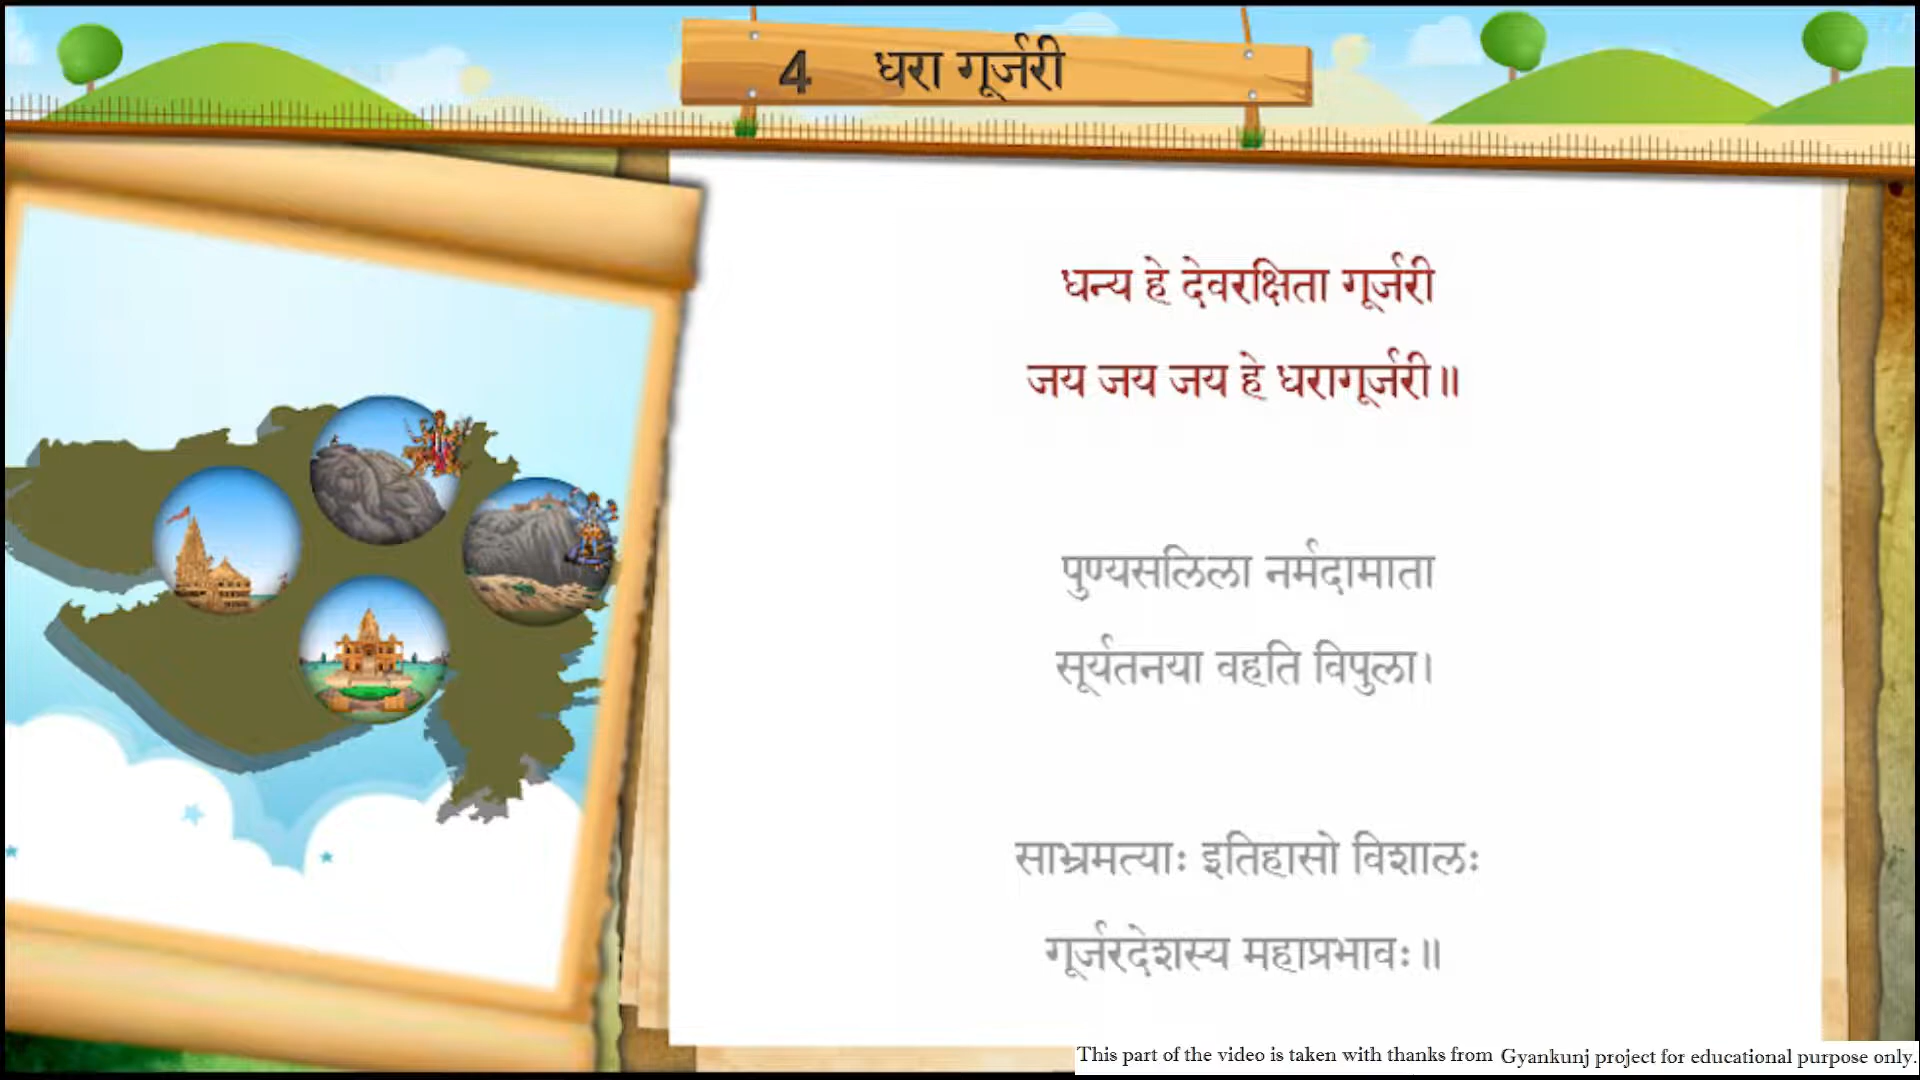 4 धरा गूर्जरी
धन्य हे देवरक्षिता गूर्जरी
जय जय जय हे धरागूर्जरी॥
पुण्यसलिला नर्मदामाता
सूर्यतनया वहति विपुला।
साभ्रमत्याः इतिहासो विशालः
गूर्जरदेशस्य महाप्रभावः॥
This part of the video is taken with thanks from Gyankunj project for educational purpose only.